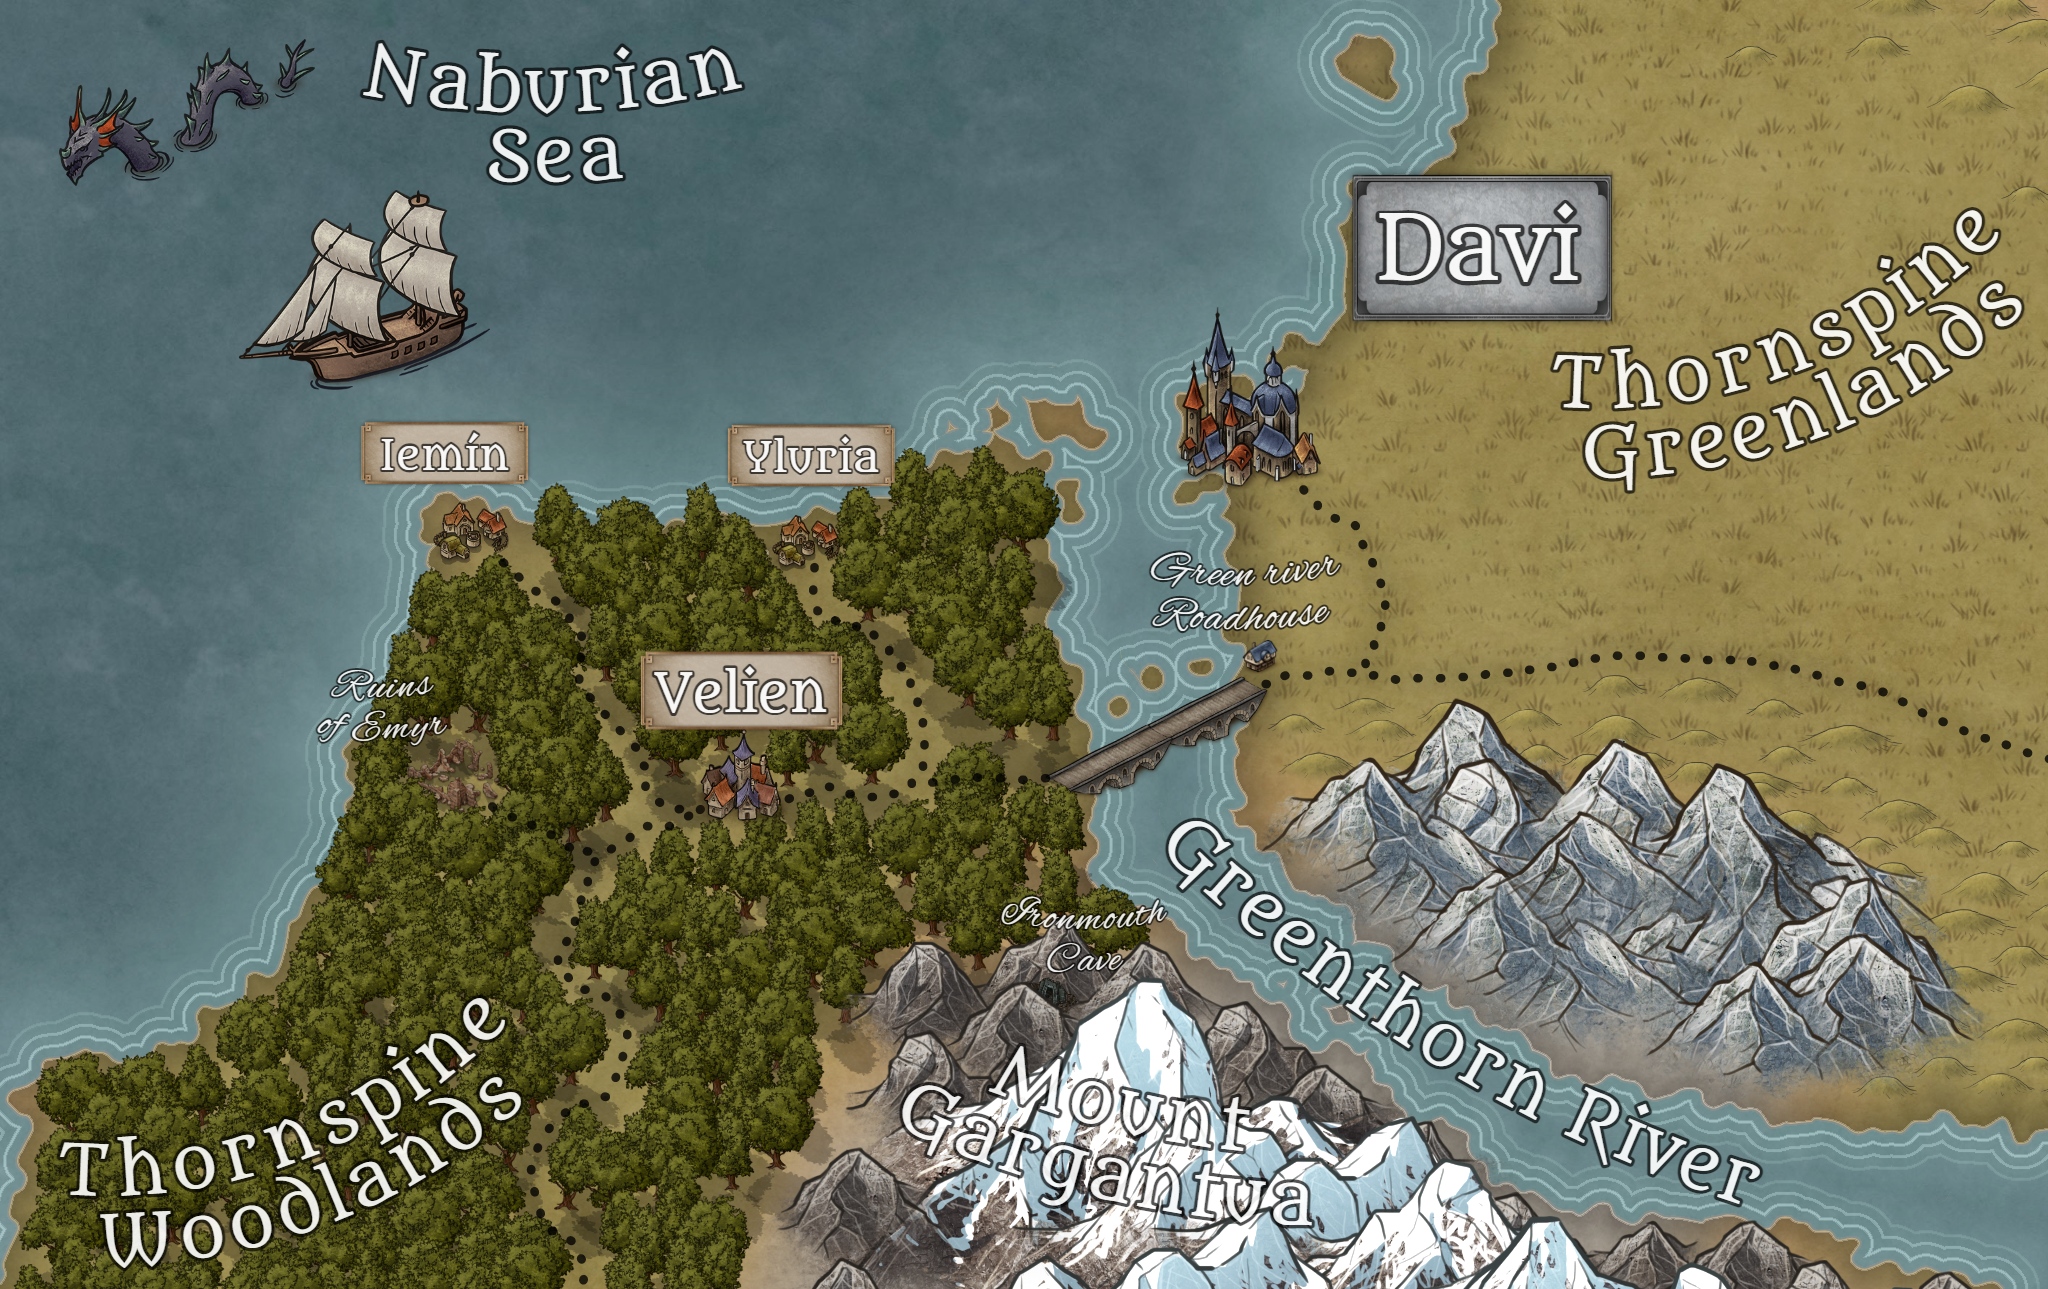 Naburian
Sea
Davi
Thornspine
Greenlands
Iemín
Yluria
Green river
Roadhouse
Velien
Ruins
of Emyr
Greenthorn River
Ironmouth
Cave
Mount
Gargantua
Thornspine
Woodlands